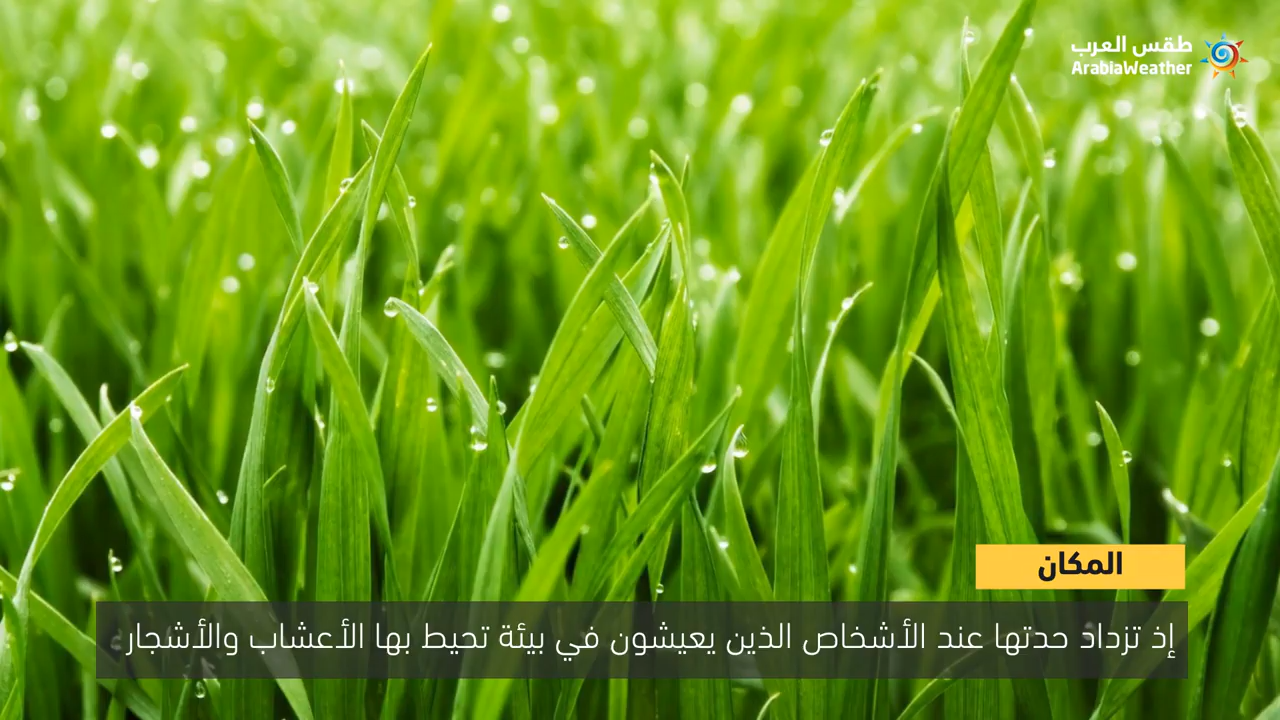 طقس العرب
ArabiaWeather
المكان
إذ تزداد حدتها عند الأشخاص الذين يعيشون في بيئة تحيط بها الأعشاب والأشجار